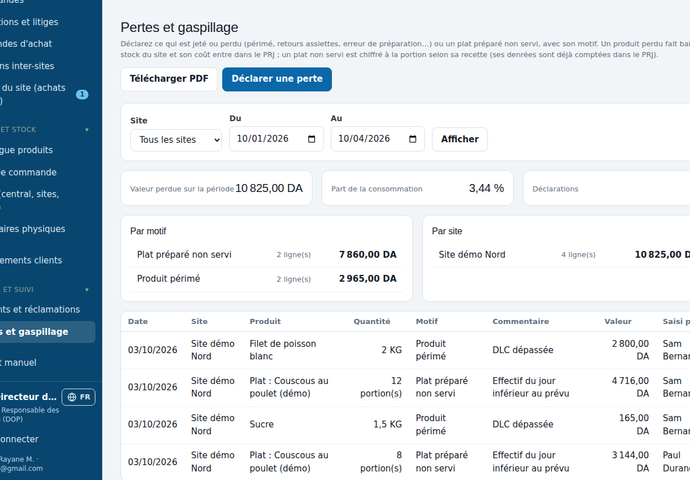 andes
tions et litiges
ndes d'achat
ns inter-sites
du site (achats
)
1
ET STOCK
gue produits
e commande
(central, sites,
aires physiques
ements clients
ET SUIVI
nts et réclamations
s et gaspillage
t manuel
irecteur d…
FR
Responsable des
s (DOP)
onnecter
Rayane M. ·
@gmail.com
Pertes et gaspillage
Déclarez ce qui est jeté ou perdu (périmé, retours assiettes, erreur de préparation…) ou un plat préparé non servi, avec son motif. Un produit perdu fait bai
stock du site et son coût entre dans le PRJ ; un plat non servi est chiffré à la portion selon sa recette (ses denrées sont déjà comptées dans le PRJ).
Télécharger PDF
Déclarer une perte
Site
Du
Au
Tous les sites
10/01/2026
10/04/2026
Afficher
Valeur perdue sur la période
10 825,00 DA
Part de la consommation
3,44 %
Déclarations
Par motif
Plat préparé non servi
2 ligne(s)
7 860,00 DA
Produit périmé
2 ligne(s)
2 965,00 DA
Par site
Site démo Nord
4 ligne(s)
10 825,00 D
Date
Site
Produit
Quantité
Motif
Commentaire
Valeur
Saisi p
03/10/2026
Site démo
Nord
Filet de poisson
blanc
2 KG
Produit
périmé
DLC dépassée
2 800,00
DA
Sam
Bernar
03/10/2026
Site démo
Nord
Plat : Couscous au
poulet (démo)
12
portion(s)
Plat préparé
non servi
Effectif du jour
inférieur au prévu
4 716,00
DA
Sam
Bernar
03/10/2026
Site démo
Nord
Sucre
1,5 KG
Produit
périmé
DLC dépassée
165,00
DA
Sam
Bernar
03/10/2026
Site démo
Nord
Plat : Couscous au
poulet (démo)
8
portion(s)
Plat préparé
non servi
Effectif du jour
inférieur au prévu
3 144,00
DA
Paul
Durand